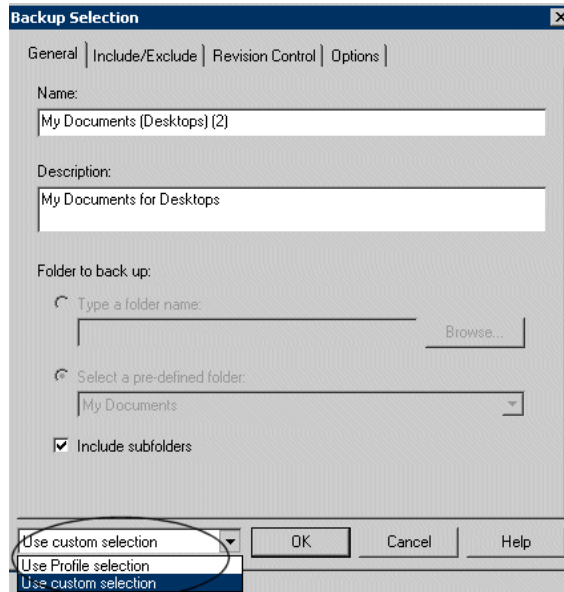 Backup Selection
General Include/Exclude Revision Control Options
Name:
My Documents (Desktops) (2)
Description:
My Documents for Desktops
Folder to back up:
Type a folder name:
Browse...
Select a pre-defined folder:
My Documents
Include subfolders
Use custom selection OK Cancel Help
Use Profile selection
Use custom selection